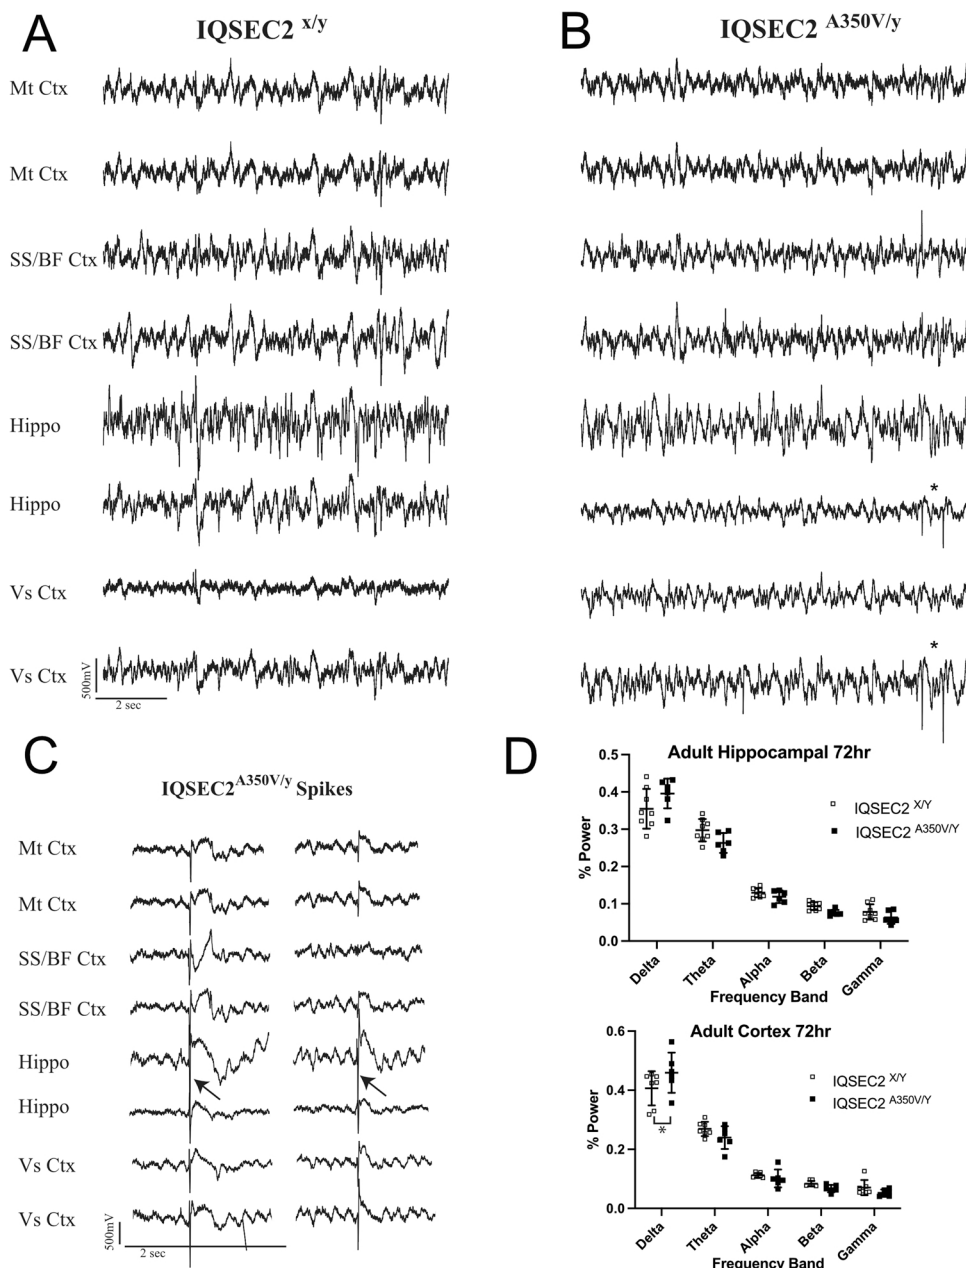 A
IQSEC2 x/y
Mt Ctx
Mt Ctx
SS/BF Ctx
SS/BF Ctx
Hippo
Hippo
Vs Ctx
Vs Ctx
500mV
2 sec
B
IQSEC2 A350V/y
*
*
C
IQSEC2 A350V/y Spikes
Mt Ctx
Mt Ctx
SS/BF Ctx
SS/BF Ctx
Hippo
Hippo
Vs Ctx
Vs Ctx
500mV
2 sec
D
Adult Hippocampal 72hr
% Power
0.5
0.4
0.3
0.2
0.1
0.0
IQSEC2 X/Y
IQSEC2 A350V/Y
Delta
Theta
Alpha
Beta
Gamma
Frequency Band
Adult Cortex 72hr
% Power
0.6
0.4
0.2
0.0
IQSEC2 X/Y
IQSEC2 A350V/Y
*
Delta
Theta
Alpha
Beta
Gamma
Frequency Band